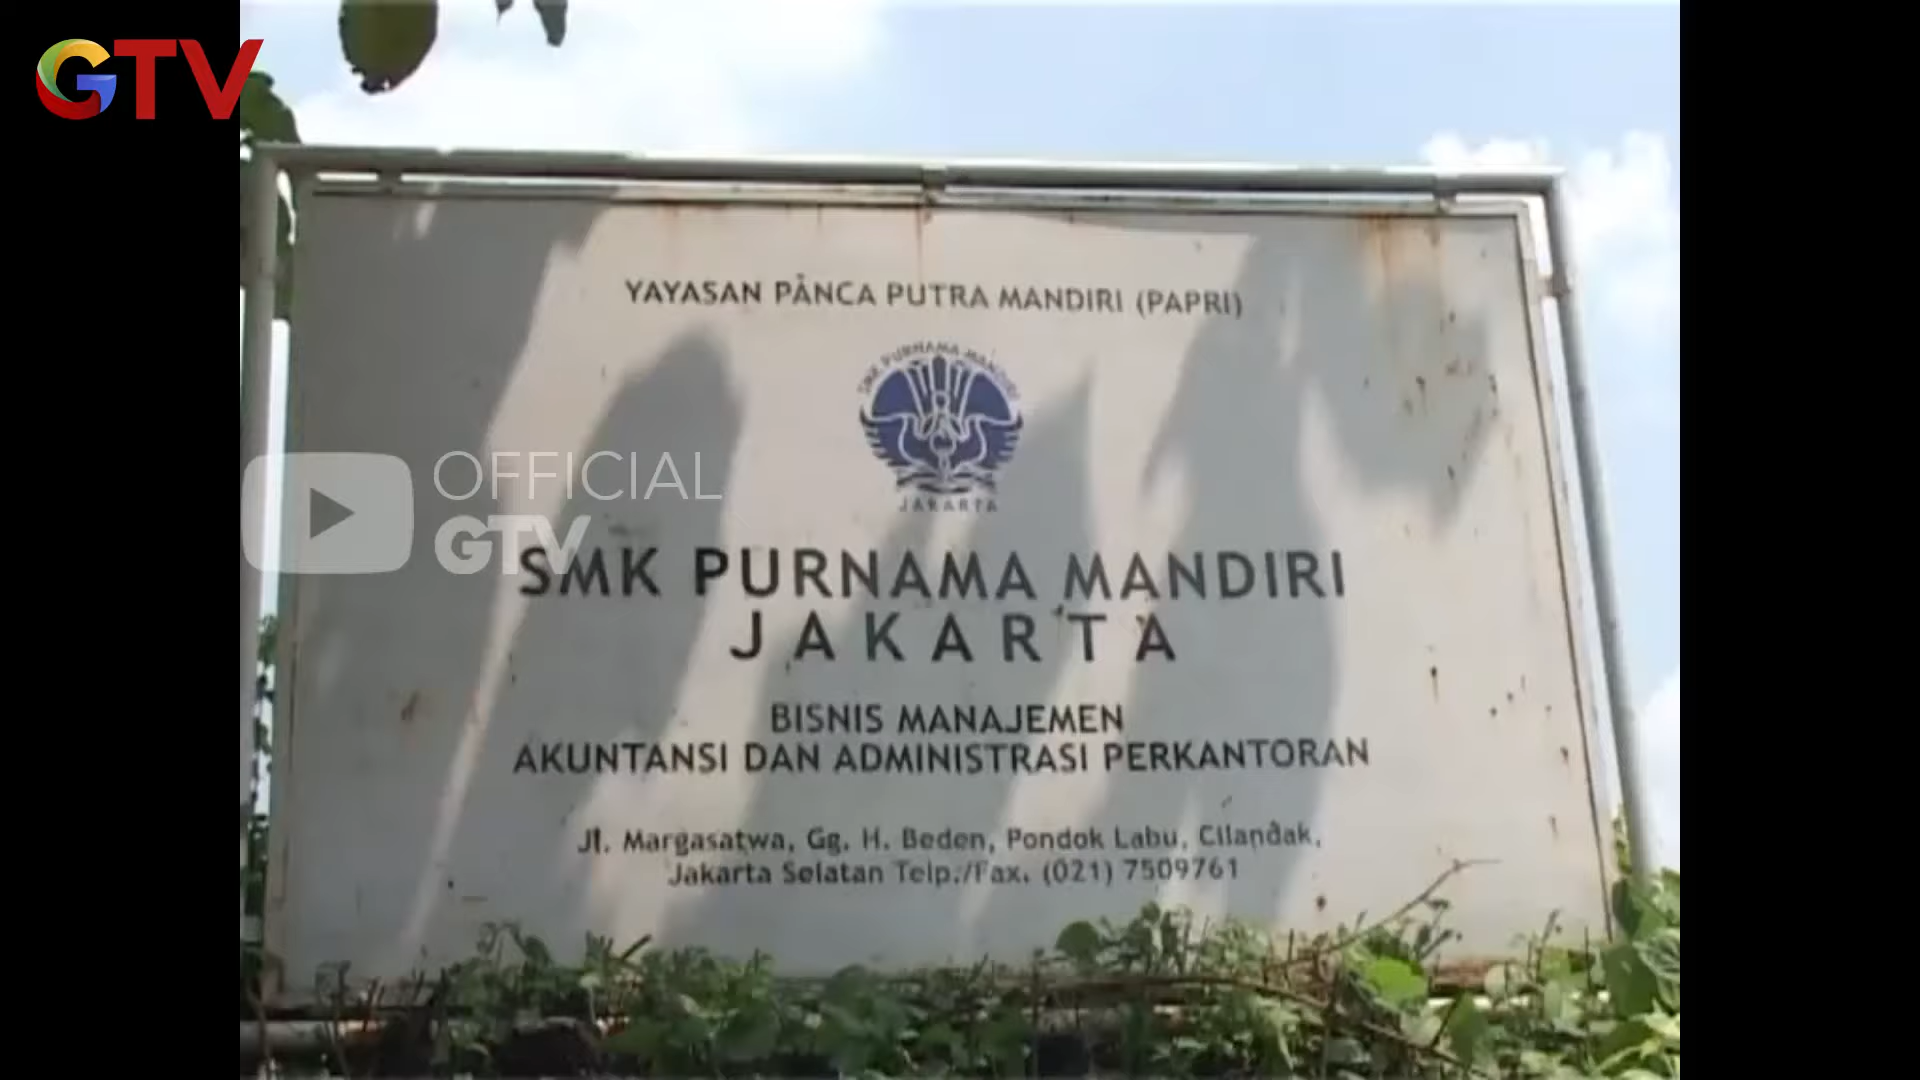 GTV
YAYASAN PANCA PUTRA MANDIRI (PAPRI)
SMK PURNAMA MANDIRI
JAKARTA
OFFICIAL
GTV
SMK PURNAMA MANDIRI
JAKARTA
BISNIS MANAJEMEN
AKUNTANSI DAN ADMINISTRASI PERKANTORAN
Jl. Margasatwa, Gg. H. Beden, Pondok Labu, Cilandak,
Jakarta Selatan Telp./Fax. (021) 7509761